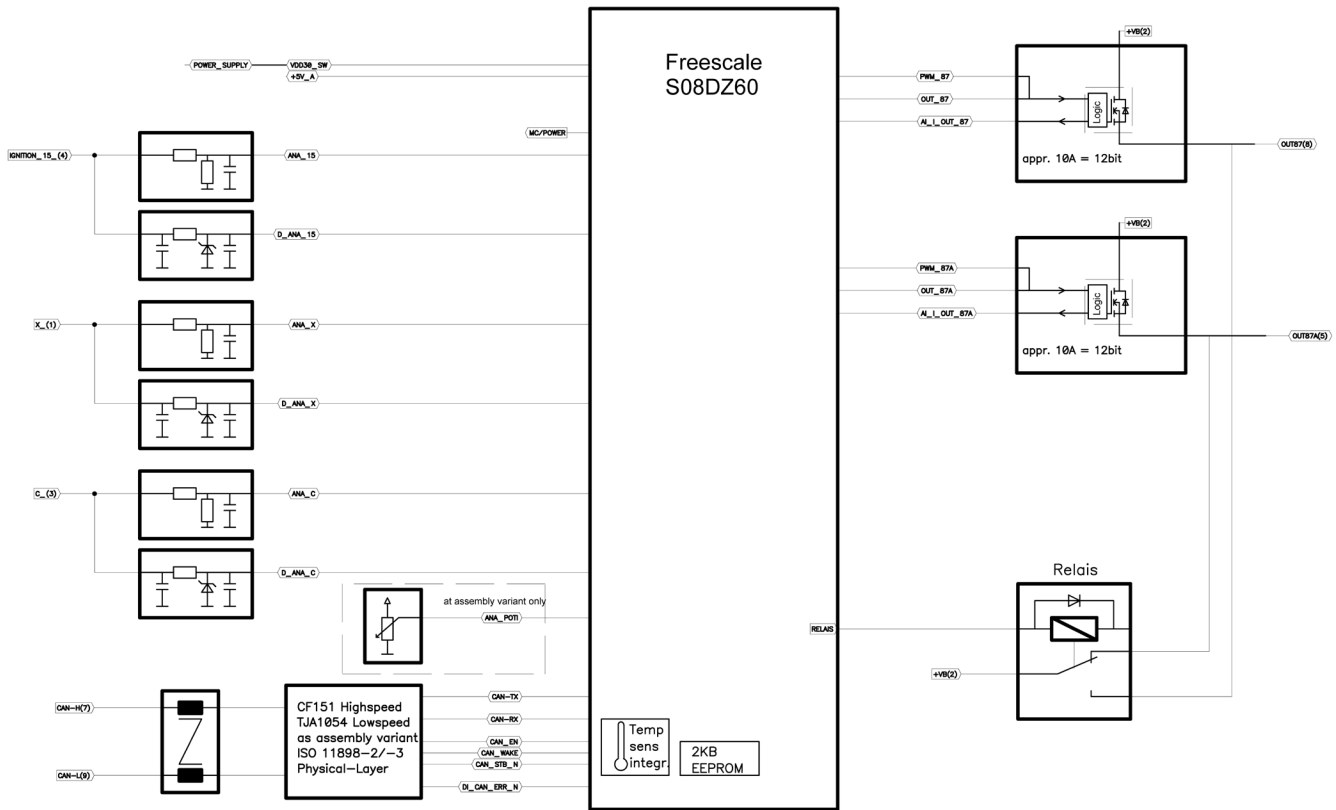 Freescale
S08DZ60
POWER_SUPPLY
VDD30_SW
+5V_A
MC/POWER
IGNITION_15_(4)
ANA_15
D_ANA_15
X_(1)
ANA_X
D_ANA_X
C_(3)
ANA_C
D_ANA_C
at assembly variant only
ANA_POTI
CAN-H(7)
CAN-L(9)
CF151 Highspeed
TJA1054 Lowspeed
as assembly variant
ISO 11898-2/-3
Physical-Layer
CAN-TX
CAN-RX
CAN_EN
CAN_WAKE
CAN_STB_N
DI_CAN_ERR_N
Temp
sens
integr.
2KB
EEPROM
PWM_87
OUT_87
AI_I_OUT_87
+VB(2)
Logic
appr. 10A = 12bit
OUT87(8)
PWM_87A
OUT_87A
AI_I_OUT_87A
+VB(2)
Logic
appr. 10A = 12bit
OUT87A(5)
Relais
RELAIS
+VB(2)